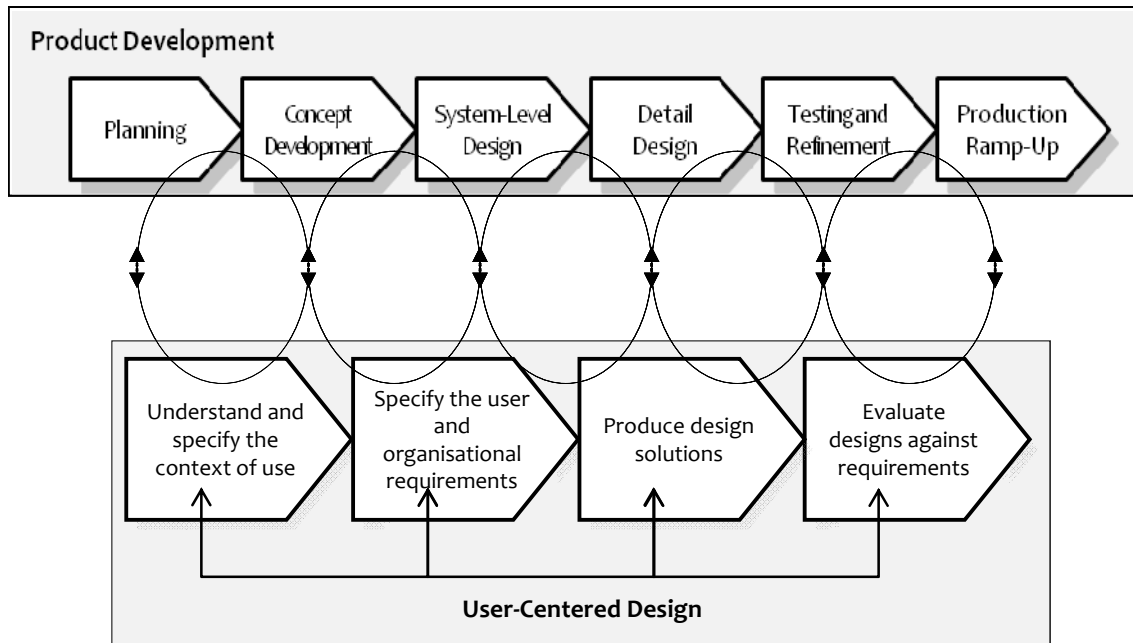 Product Development
Planning
Concept
Development
System-Level
Design
Detail
Design
Testing and
Refinement
Production
Ramp-Up
Understand and
specify the
context of use
Specify the user
and
organisational
requirements
Produce design
solutions
Evaluate
designs against
requirements
User-Centered Design